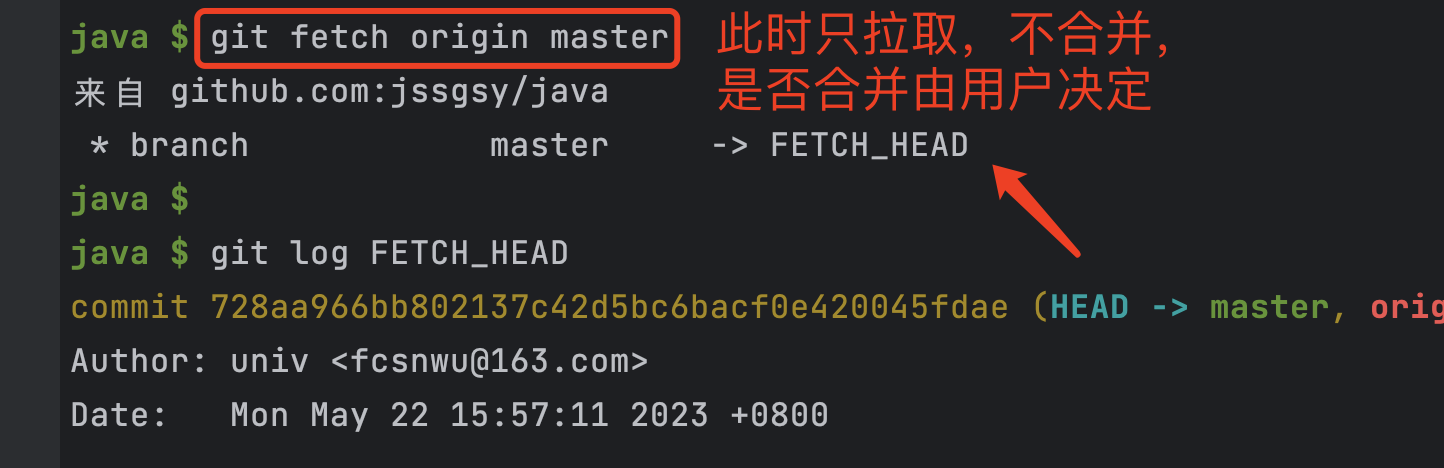 java $ git fetch origin master
此时只拉取，不合并，
是否合并由用户决定
来自 github.com:jssgsy/java
* branch master -> FETCH_HEAD
java $
java $ git log FETCH_HEAD
commit 728aa966bb802137c42d5bc6bacf0e420045fdae (HEAD -> master, orig
Author: univ <fcsnwu@163.com>
Date: Mon May 22 15:57:11 2023 +0800